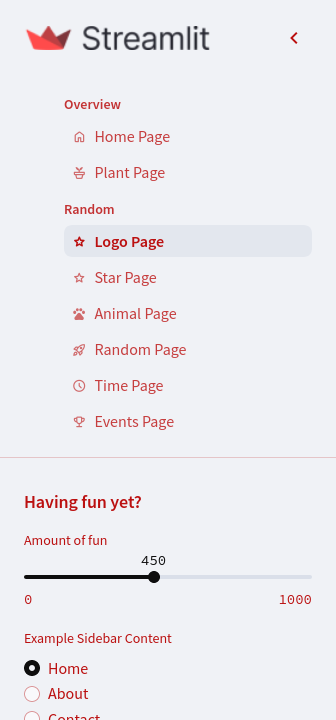 Streamlit
Overview
Home Page
Plant Page
Random
Logo Page
Star Page
Animal Page
Random Page
Time Page
Events Page
Having fun yet?
Amount of fun
450
0 1000
Example Sidebar Content
Home
About
Contact